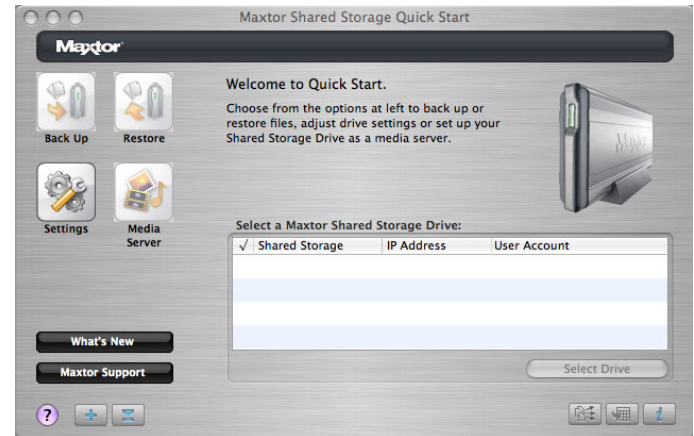 Maxtor Shared Storage Quick Start
Maxtor
Back Up
Restore
Settings
Media
Server
What's New
Maxtor Support
?
Welcome to Quick Start.
Choose from the options at left to back up or
restore files, adjust drive settings or set up your
Shared Storage Drive as a media server.
Maxtor
Select a Maxtor Shared Storage Drive:
√ Shared Storage IP Address User Account
Select Drive
i